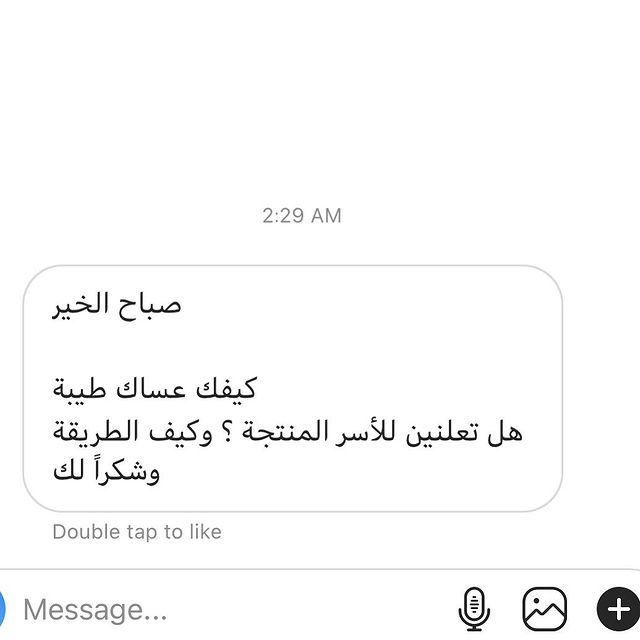 2:29 AM
صباح الخير
كيفك عساك طيبة
هل تعلنين للأسر المنتجة ؟ وكيف الطريقة
وشكراً لك
Double tap to like
Message...